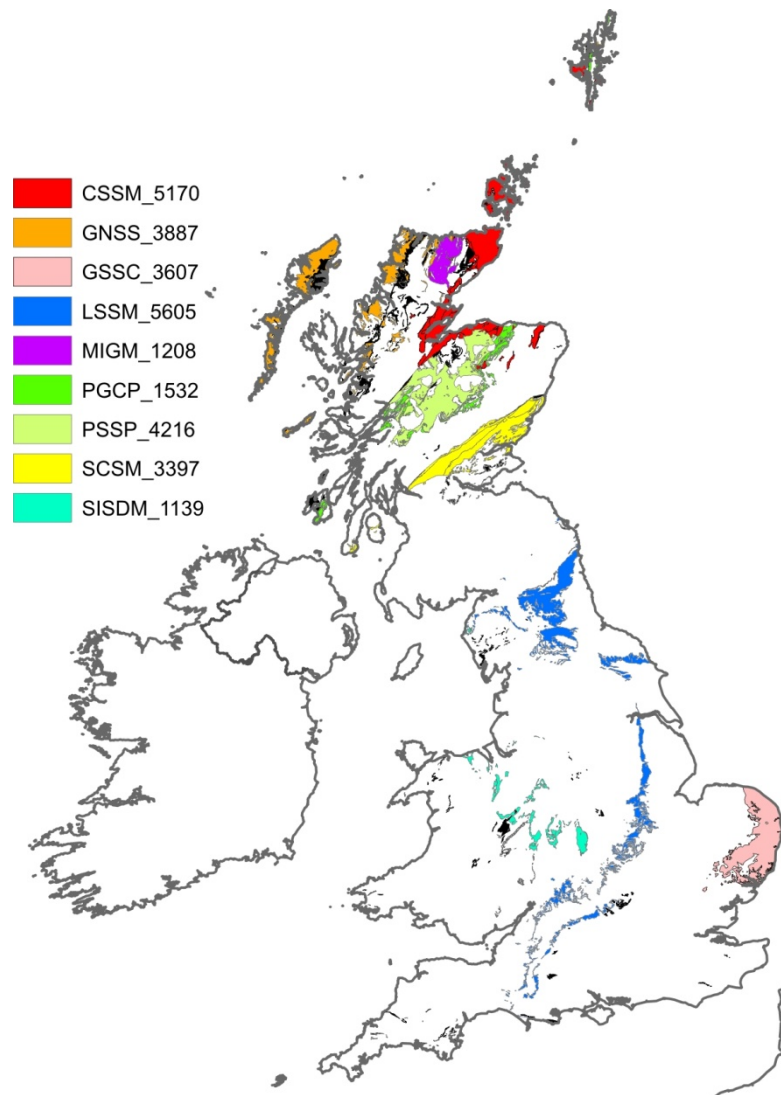 CSSM_5170
GNSS_3887
GSSC_3607
LSSM_5605
MIGM_1208
PGCP_1532
PSSP_4216
SCSM_3397
SISDM_1139